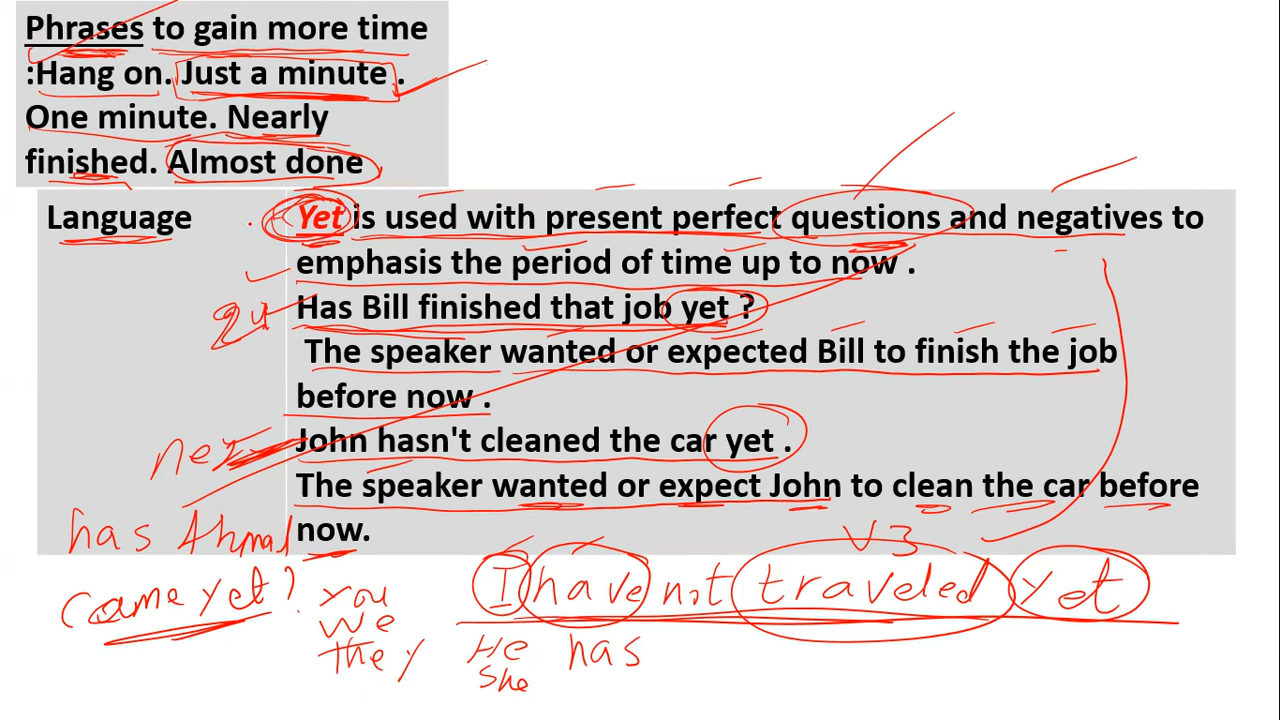 Phrases to gain more time
:Hang on. Just a minute .
One minute. Nearly
finished. Almost done
Language
Yet is used with present perfect questions and negatives to
emphasis the period of time up to now .
Has Bill finished that job yet ?
The speaker wanted or expected Bill to finish the job
before now .
John hasn't cleaned the car yet .
The speaker wanted or expect John to clean the car before
now.
has Ahmad
came yet?
V3
I have not traveled yet
You
We
they
He has
She